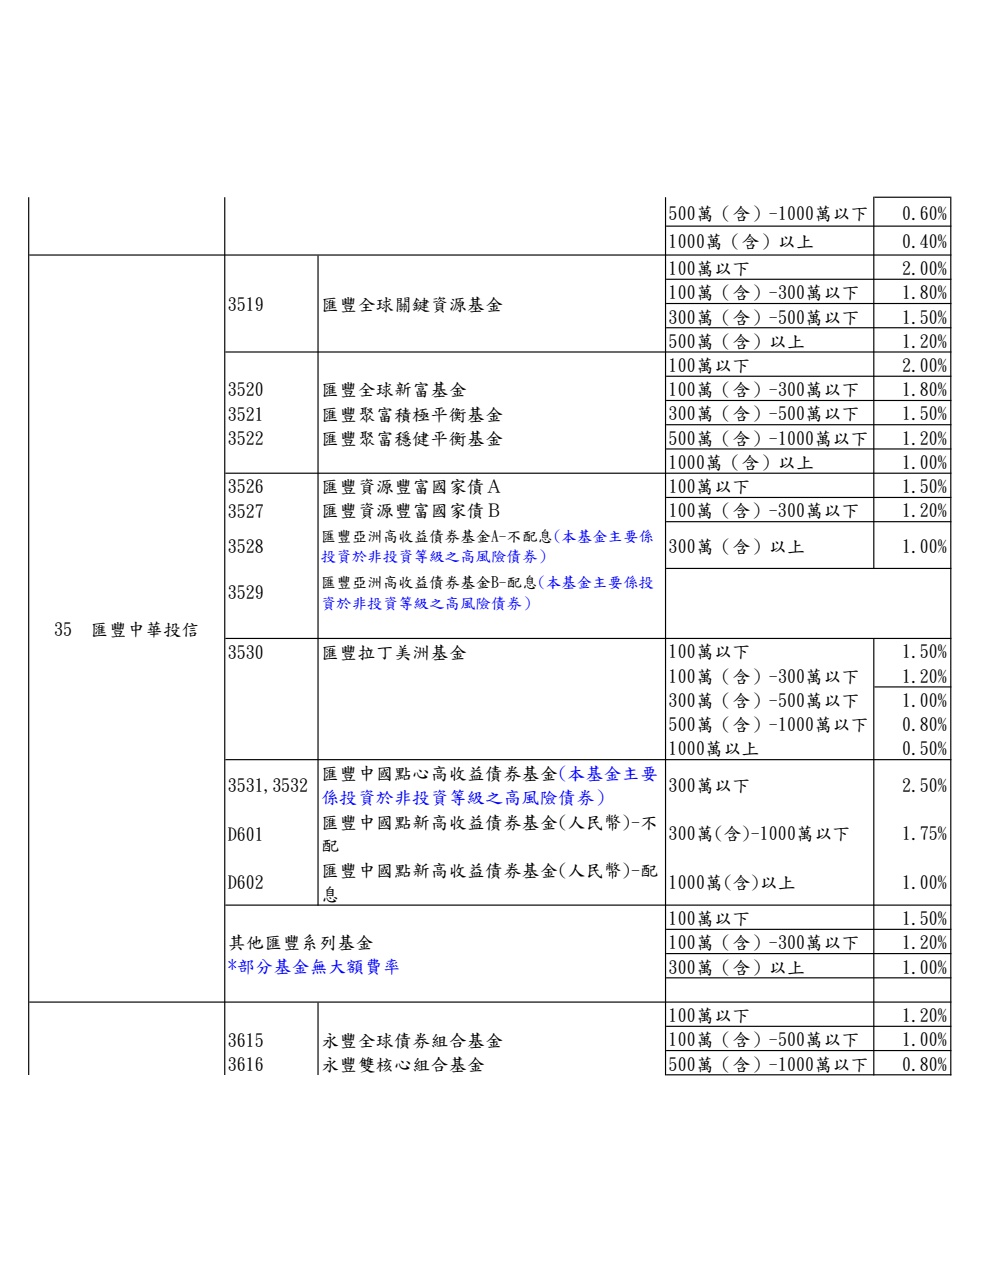 500萬（含）-1000萬以下 0.60%
1000萬（含）以上 0.40%
35 匯豐中華投信
3519 匯豐全球關鍵資源基金
100萬以下 2.00%
100萬（含）-300萬以下 1.80%
300萬（含）-500萬以下 1.50%
500萬（含）以上 1.20%
100萬以下 2.00%
3520 匯豐全球新富基金 100萬（含）-300萬以下 1.80%
3521 匯豐聚富積極平衡基金 300萬（含）-500萬以下 1.50%
3522 匯豐聚富穩健平衡基金 500萬（含）-1000萬以下 1.20%
1000萬（含）以上 1.00%
3526 匯豐資源豐富國家債Ａ 100萬以下 1.50%
3527 匯豐資源豐富國家債Ｂ 100萬（含）-300萬以下 1.20%
3528 匯豐亞洲高收益債券基金A-不配息(本基金主要係
投資於非投資等級之高風險債券) 300萬（含）以上 1.00%
3529 匯豐亞洲高收益債券基金B-配息(本基金主要係投
資於非投資等級之高風險債券)
3530 匯豐拉丁美洲基金 100萬以下 1.50%
100萬（含）-300萬以下 1.20%
300萬（含）-500萬以下 1.00%
500萬（含）-1000萬以下 0.80%
1000萬以上 0.50%
3531,3532 匯豐中國點心高收益債券基金(本基金主要
係投資於非投資等級之高風險債券) 300萬以下 2.50%
D601 匯豐中國點新高收益債券基金(人民幣)-不
配 300萬(含)-1000萬以下 1.75%
D602 匯豐中國點新高收益債券基金(人民幣)-配
息 1000萬(含)以上 1.00%
100萬以下 1.50%
其他匯豐系列基金 100萬（含）-300萬以下 1.20%
*部分基金無大額費率 300萬（含）以上 1.00%
100萬以下 1.20%
3615 永豐全球債券組合基金 100萬（含）-500萬以下 1.00%
3616 永豐雙核心組合基金 500萬（含）-1000萬以下 0.80%